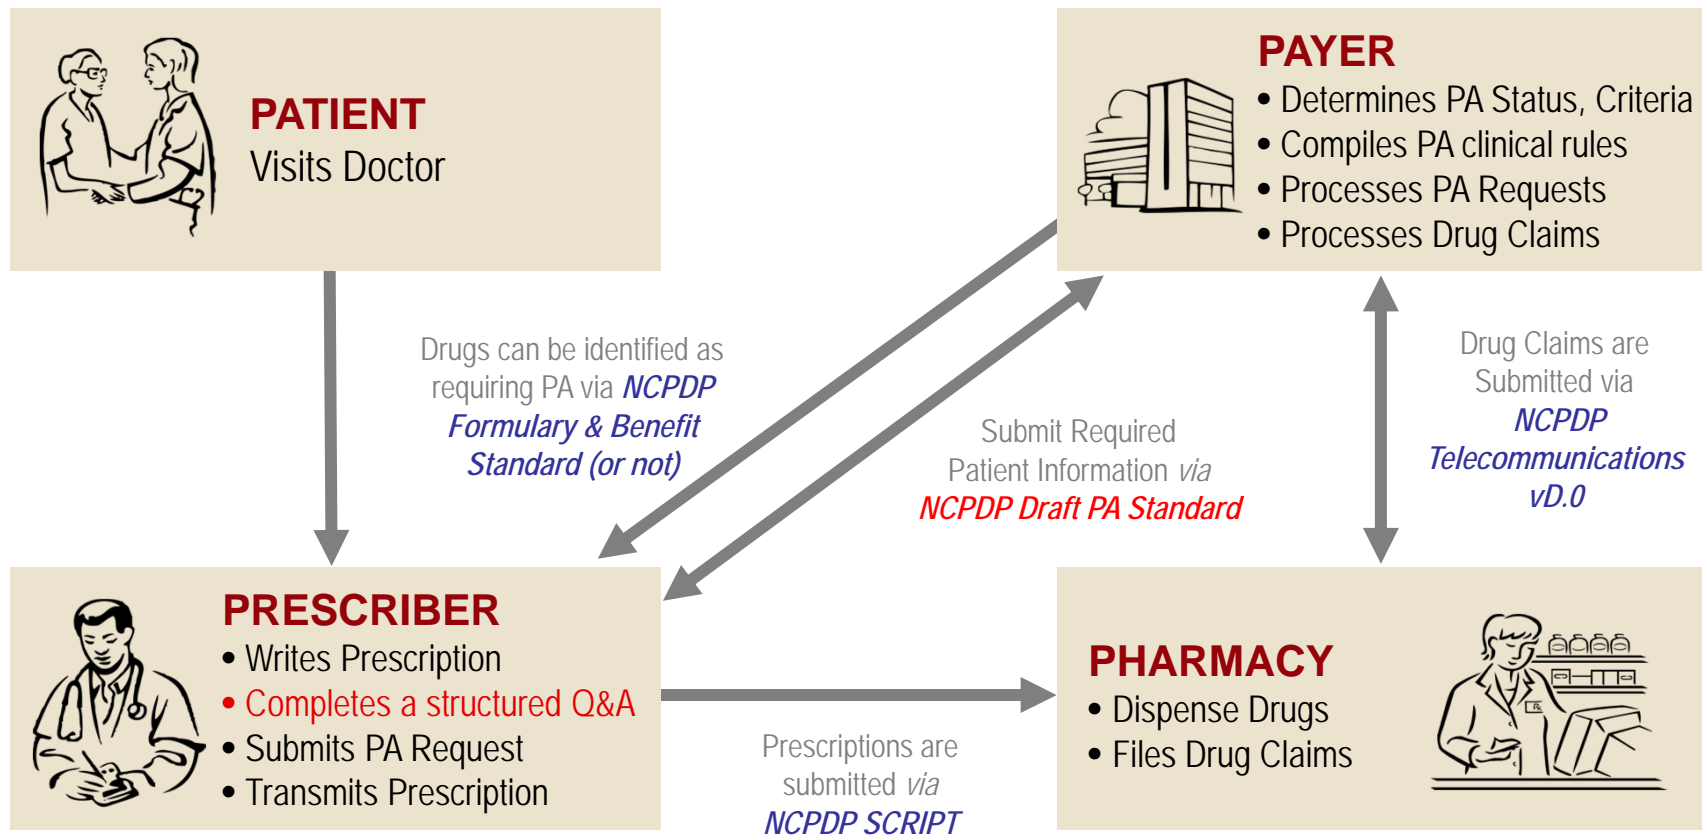 PATIENT
Visits Doctor
PAYER
• Determines PA Status, Criteria
• Compiles PA clinical rules
• Processes PA Requests
• Processes Drug Claims
Drugs can be identified as
requiring PA via NCPDP
Formulary & Benefit
Standard (or not)
Submit Required
Patient Information via
NCPDP Draft PA Standard
Drug Claims are
Submitted via
NCPDP
Telecommunications
vD.0
PRESCRIBER
• Writes Prescription
• Completes a structured Q&A
• Submits PA Request
• Transmits Prescription
Prescriptions are
submitted via
NCPDP SCRIPT
PHARMACY
• Dispense Drugs
• Files Drug Claims
Rx